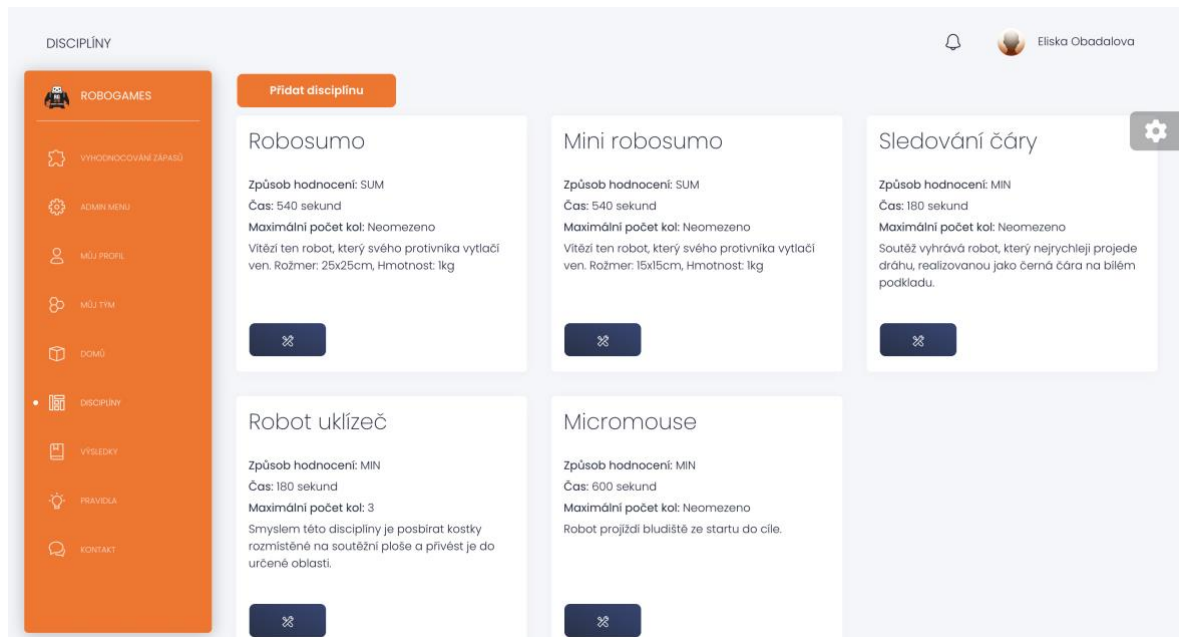 DISCIPLÍNY
Eliska Obadalova
ROBOGAMES
VYHODNOCOVÁNÍ ZÁPASŮ
ADMIN MENU
MŮJ PROFIL
MŮJ TÝM
DOMŮ
DISCIPLÍNY
VÝSLEDKY
PRAVIDLA
KONTAKT
Přidat disciplínu
Robosumo
Způsob hodnocení: SUM
Čas: 540 sekund
Maximální počet kol: Neomezeno
Vítězí ten robot, který svého protivníka vytlačí
ven. Rožmer: 25x25cm, Hmotnost: 1kg
Mini robosumo
Způsob hodnocení: SUM
Čas: 540 sekund
Maximální počet kol: Neomezeno
Vítězí ten robot, který svého protivníka vytlačí
ven. Rožmer: 15x15cm, Hmotnost: 1kg
Sledování čáry
Způsob hodnocení: MIN
Čas: 180 sekund
Maximální počet kol: Neomezeno
Soutěž vyhrává robot, který nejrychleji projede
dráhu, realizovanou jako černá čára na bílém
podkladu.
Robot uklízeč
Způsob hodnocení: MIN
Čas: 180 sekund
Maximální počet kol: 3
Smyslem této disciplíny je posbírat kostky
rozmístěné na soutěžní ploše a přivést je do
určené oblasti.
Micromouse
Způsob hodnocení: MIN
Čas: 600 sekund
Maximální počet kol: Neomezeno
Robot projíždí bludiště ze startu do cíle.